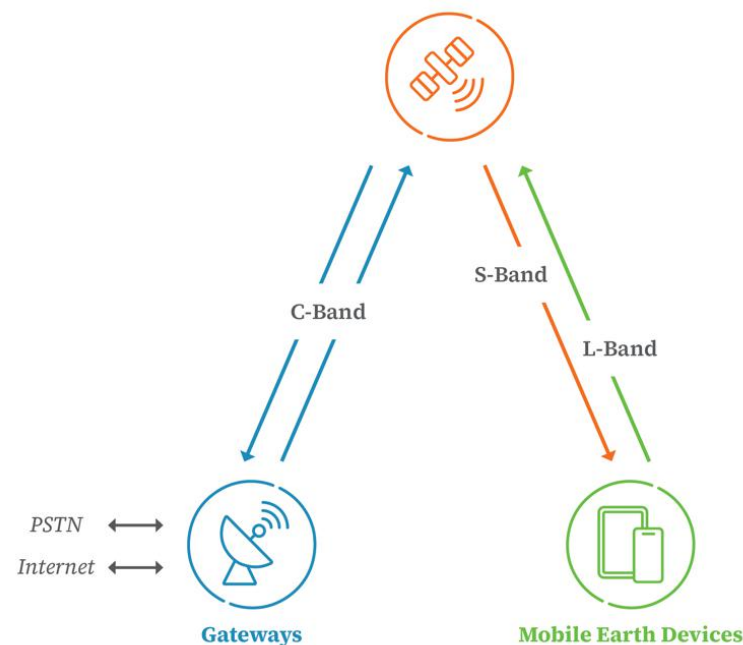 S-Band
C-Band
L-Band
PSTN
Internet
Gateways
Mobile Earth Devices